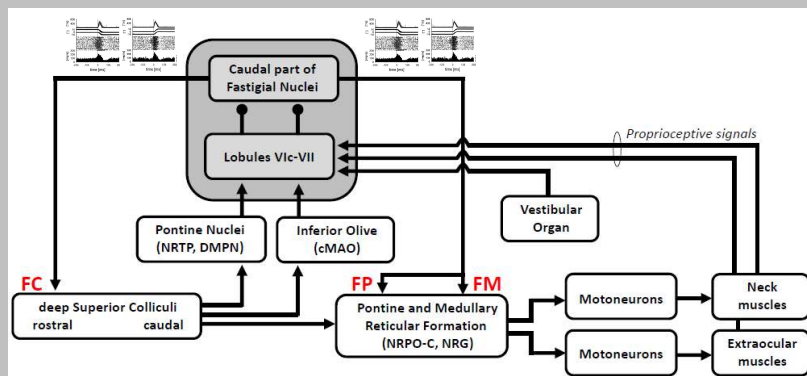 Caudal part of
Fastigial Nuclei
Lobules VIc-VII
Proprioceptive signals
Vestibular
Organ
Pontine Nuclei
(NRTP, DMPN)
Inferior Olive
(cMAO)
FC
FP
FM
deep Superior Colliculi
rostral caudal
Pontine and Medullary
Reticular Formation
(NRPO-C, NRG)
Motoneurons
Neck
muscles
Motoneurons
Extraocular
muscles